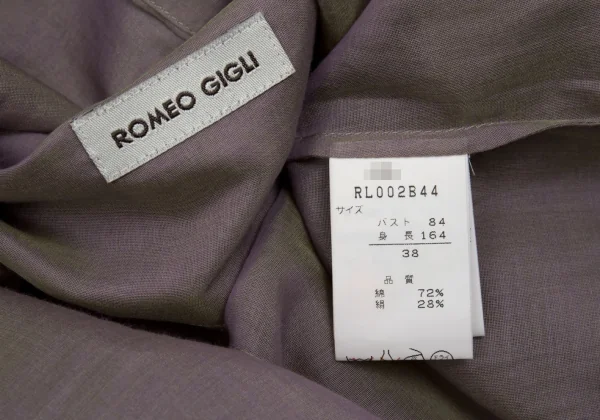 ROMEO GIGLI
RL002B44
サイズ
バスト 84
身長 164
38
品質
綿 72%
絹 28%